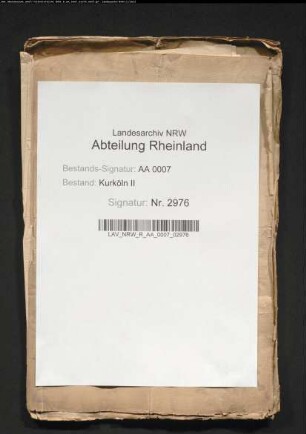 Landesarchiv NRW
Abteilung Rheinland
Bestands-Signatur: AA 0007
Bestand: Kurköln II
Signatur: Nr. 2976
LAV_NRW_R_AA_0007_02976